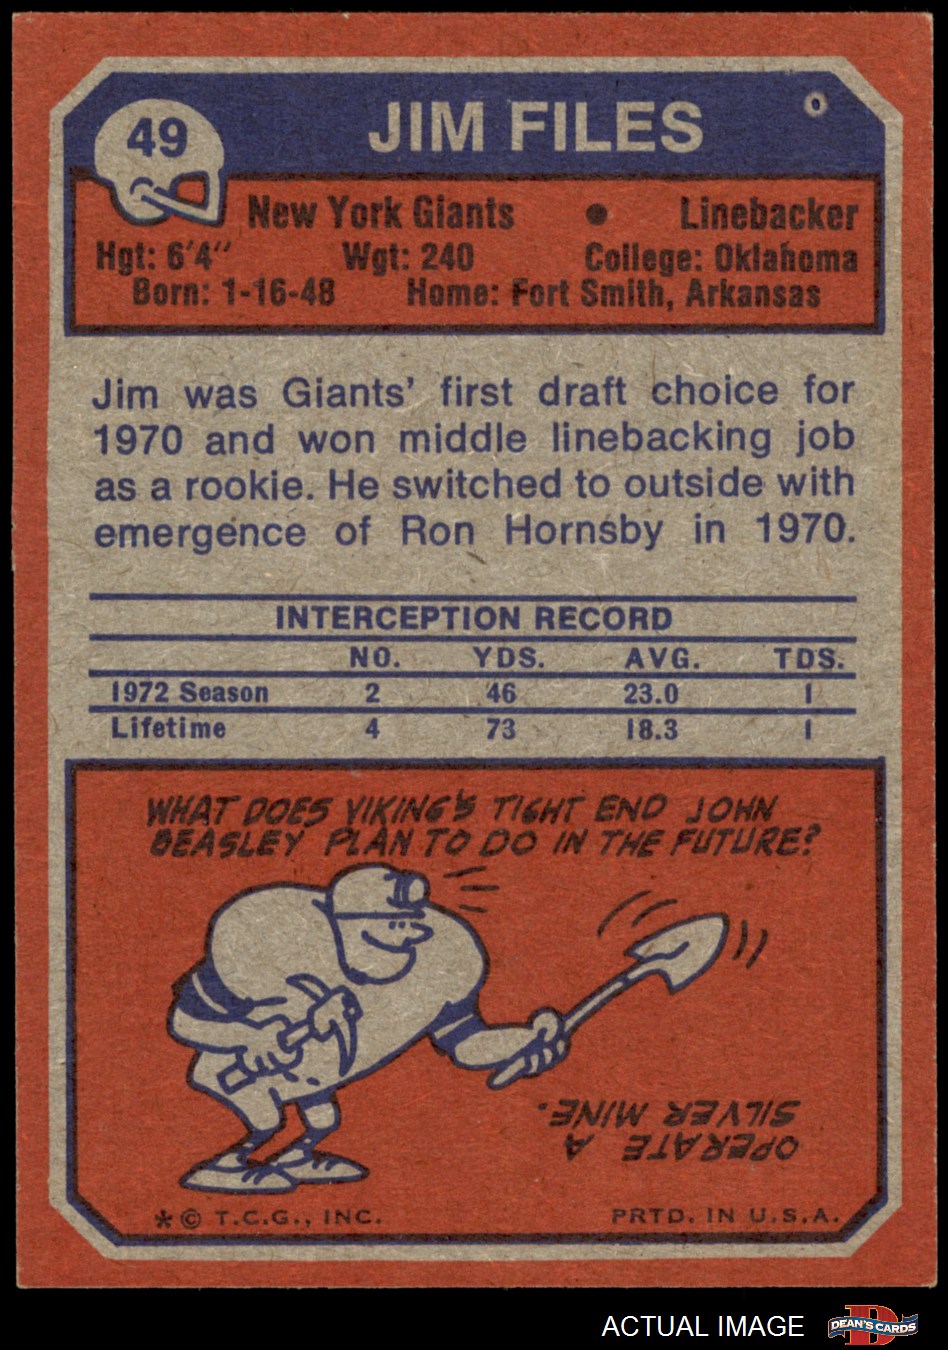 49
JIM FILES
New York Giants • Linebacker
Hgt: 6'4" Wgt: 240 College: Oklahoma
Born: 1-16-48 Home: Fort Smith, Arkansas
Jim was Giants' first draft choice for
1970 and won middle linebacking job
as a rookie. He switched to outside with
emergence of Ron Hornsby in 1970.
INTERCEPTION RECORD
NO. YDS. AVG. TDS.
1972 Season 2 46 23.0 1
Lifetime 4 73 18.3 1
WHAT DOES VIKING'S TIGHT END JOHN
BEASLEY PLAN TO DO IN THE FUTURE?
OPERATE A
SILVER MINE.
* © T.C.G., INC. PRTD. IN U.S.A.
ACTUAL IMAGE DEAN'S CARDS